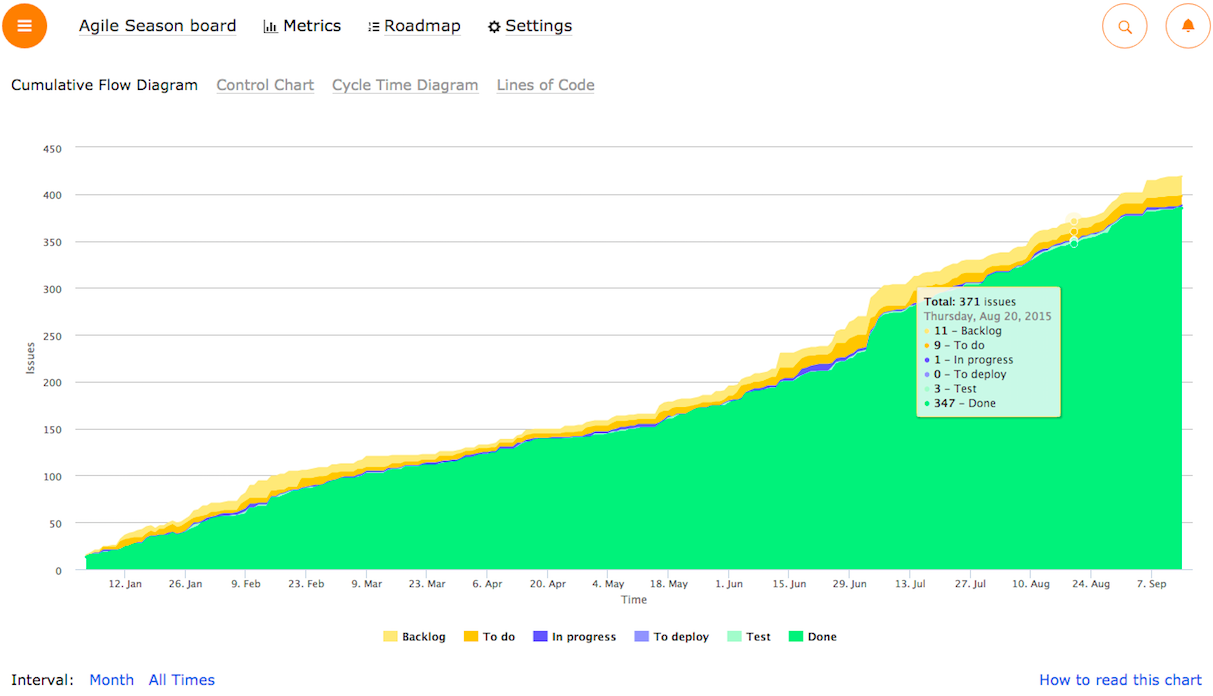 Agile Season board Metrics Roadmap Settings
Cumulative Flow Diagram Control Chart Cycle Time Diagram Lines of Code
450
400
350
300
250
200
150
100
50
0
Issues
Total: 371 issues
Thursday, Aug 20, 2015
11 – Backlog
9 – To do
1 – In progress
0 – To deploy
3 – Test
347 – Done
12. Jan 26. Jan 9. Feb 23. Feb 9. Mar 23. Mar 6. Apr 20. Apr 4. May 18. May 1. Jun 15. Jun 29. Jun 13. Jul 27. Jul 10. Aug 24. Aug 7. Sep
Time
Backlog To do In progress To deploy Test Done
Interval: Month All Times How to read this chart